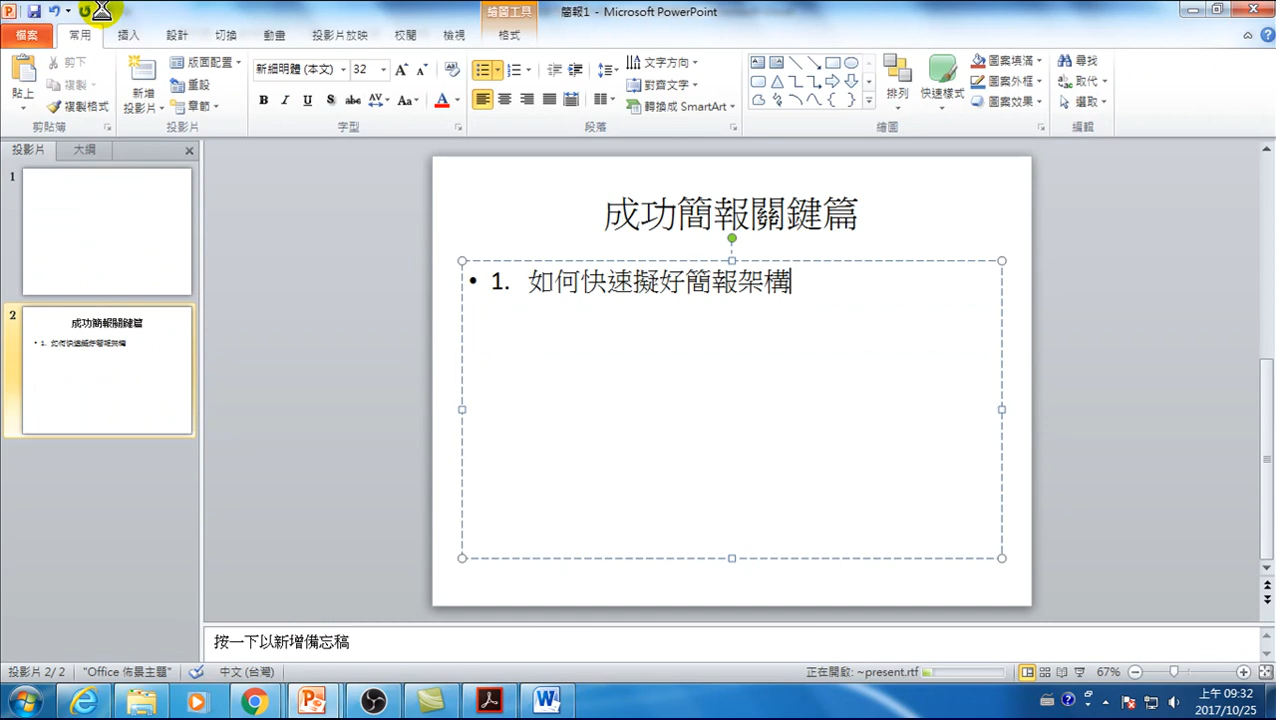 繪圖工具
簡報1 - Microsoft PowerPoint
檔案 常用 插入 設計 切換 動畫 投影片放映 校閱 檢視 格式
貼上
剪下
複製
複製格式
剪貼簿
新增
投影片
版面配置
重設
章節
投影片
新細明體 (本文) 32
B I U S abc AV Aa A
字型
文字方向
對齊文字
轉換成 SmartArt
段落
排列
快速樣式
圖案填滿
圖案外框
圖案效果
繪圖
尋找
取代
選取
編輯
投影片 大綱
1
2
成功簡報關鍵篇
• 1. 如何快速擬好簡報架構
成功簡報關鍵篇
• 1. 如何快速擬好簡報架構
按一下以新增備忘稿
投影片 2/ 2 "Office 佈景主題" 中文 (台灣) 正在開啟: ~present.rtf 67%
上午 09:32
2017/10/25